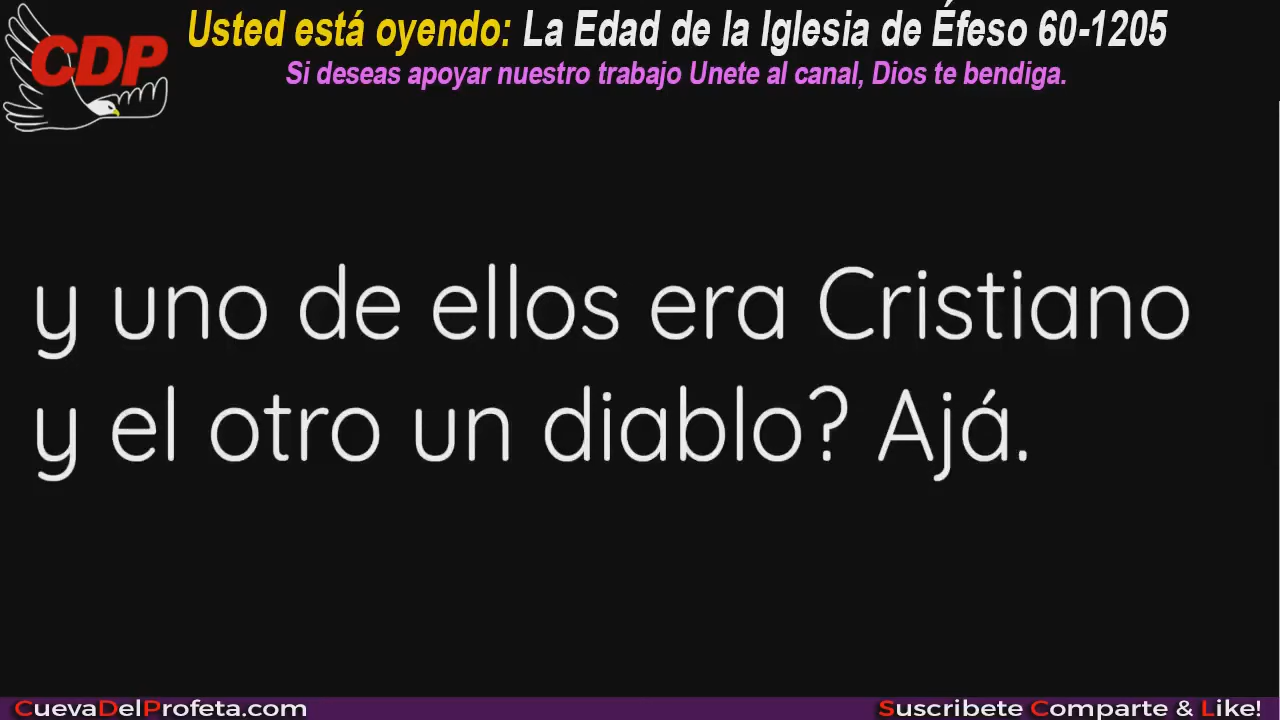 CDP
Usted está oyendo: La Edad de la Iglesia de Éfeso 60-1205
Si deseas apoyar nuestro trabajo Unete al canal, Dios te bendiga.
y uno de ellos era Cristiano
y el otro un diablo? Ajá.
CuevaDelProfeta.com
Suscribete Comparte & Like!